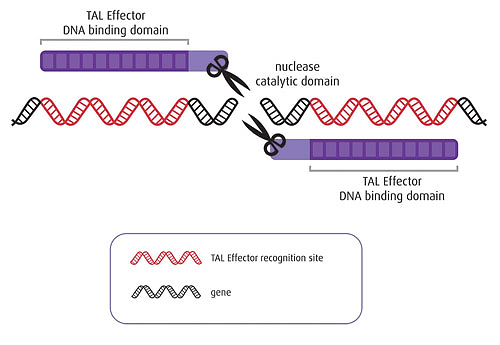 TAL Effector
DNA binding domain
nuclease
catalytic domain
TAL Effector
DNA binding domain
TAL Effector recognition site
gene